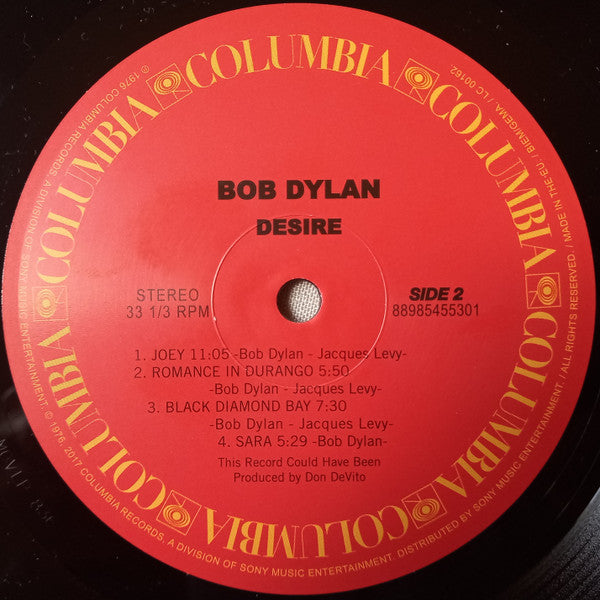 COLUMBIA COLUMBIA COLUMBIA COLUMBIA COLUMBIA COLUMBIA COLUMBIA COLUMBIA
BOB DYLAN
DESIRE
STEREO
33 1/3 RPM
SIDE 2
88985455301
1. JOEY 11:05 -Bob Dylan - Jacques Levy-
2. ROMANCE IN DURANGO 5:50
-Bob Dylan - Jacques Levy-
3. BLACK DIAMOND BAY 7:30
-Bob Dylan - Jacques Levy-
4. SARA 5:29 -Bob Dylan-
This Record Could Have Been
Produced by Don DeVito
℗ 1976 COLUMBIA RECORDS, A DIVISION OF SONY MUSIC ENTERTAINMENT. © 1976, 2017 COLUMBIA RECORDS, A DIVISION OF SONY MUSIC ENTERTAINMENT. DISTRIBUTED BY SONY MUSIC ENTERTAINMENT. / ALL RIGHTS RESERVED. / MADE IN THE EU / BIEM/GEMA. / LC 00162